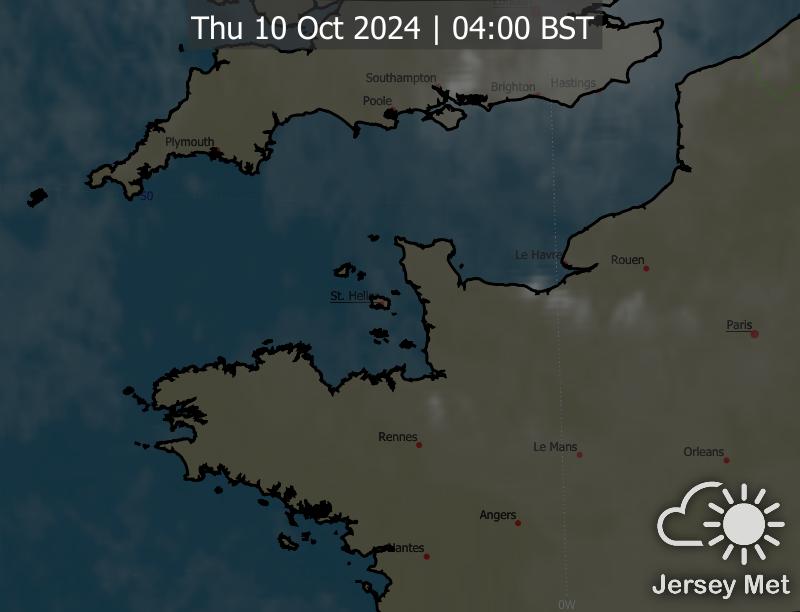 Thu 10 Oct 2024 | 04:00 BST
Southampton
Brighton
Hastings
Poole
Plymouth
50
Le Havre
Rouen
St. Heli
Paris
Rennes
Le Mans
Orleans
Angers
Nantes
0W
Jersey Met